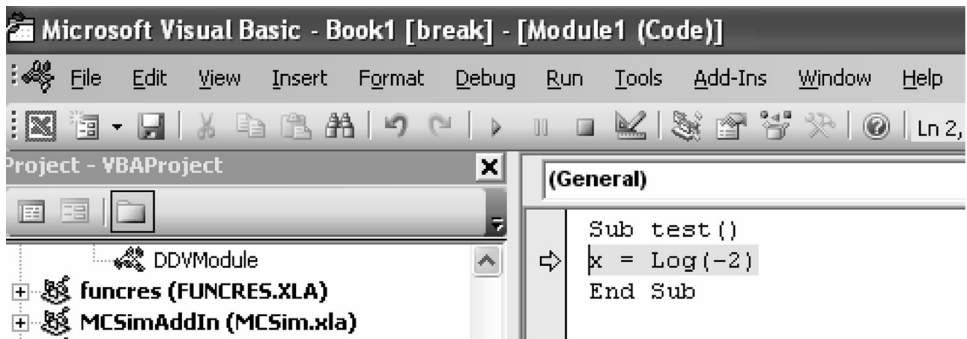 Microsoft Visual Basic - Book1 [break] - [Module1 (Code)]
File Edit View Insert Format Debug Run Tools Add-Ins Window Help
Ln 2,
Project - VBAProject
(General)
DDVModule
funcres (FUNCRES.XLA)
MCSimAddIn (MCSim.xla)
Sub test()
x = Log(-2)
End Sub